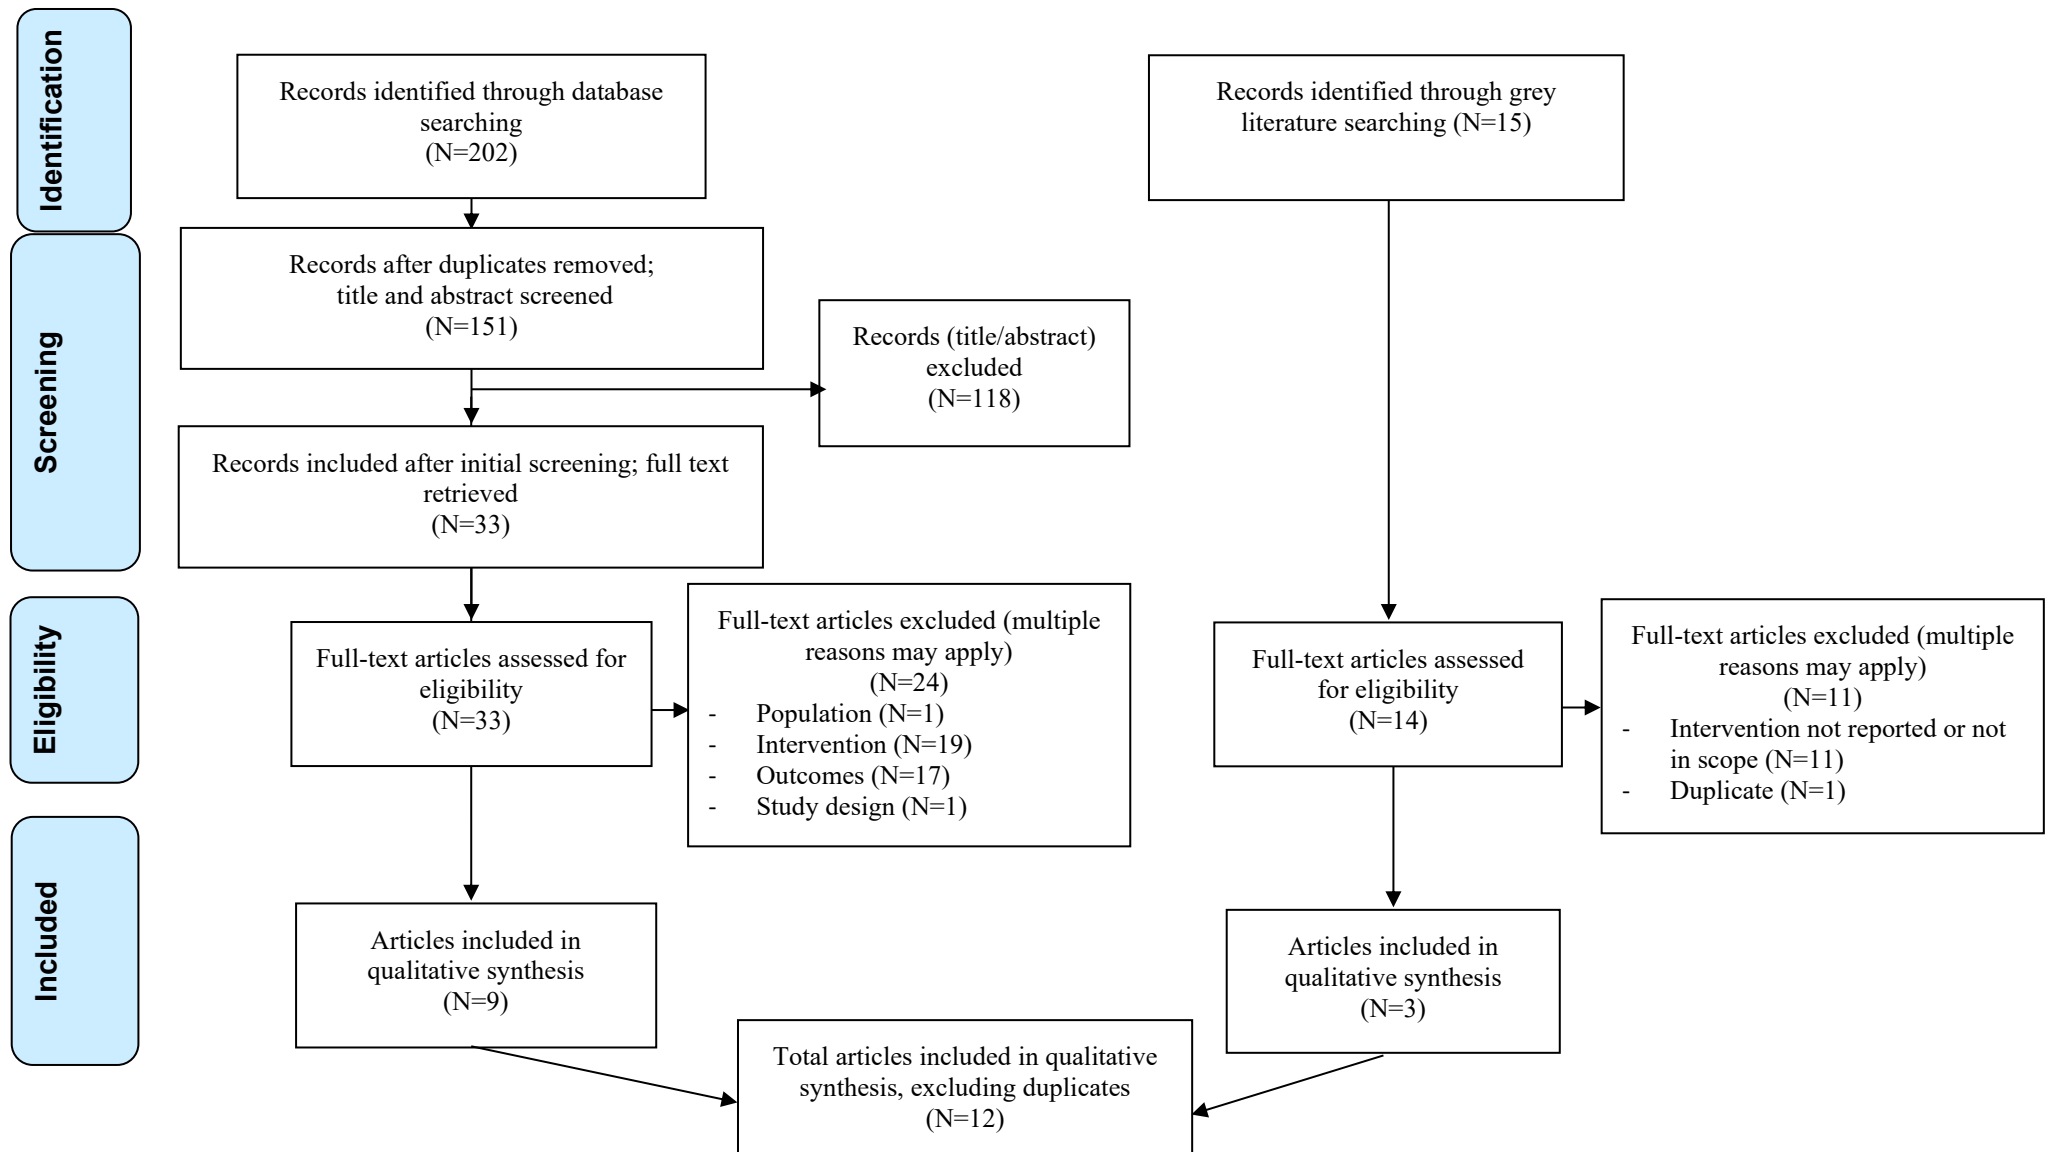 Identification
Records identified through database
searching
(N=202)
Records identified through grey
literature searching (N=15)
Screening
Records after duplicates removed;
title and abstract screened
(N=151)
Records (title/abstract)
excluded
(N=118)
Records included after initial screening; full text
retrieved
(N=33)
Eligibility
Full-text articles assessed for
eligibility
(N=33)
Full-text articles excluded (multiple
reasons may apply)
(N=24)
- Population (N=1)
- Intervention (N=19)
- Outcomes (N=17)
- Study design (N=1)
Full-text articles assessed
for eligibility
(N=14)
Full-text articles excluded (multiple
reasons may apply)
(N=11)
- Intervention not reported or not
in scope (N=11)
- Duplicate (N=1)
Included
Articles included in
qualitative synthesis
(N=9)
Articles included in
qualitative synthesis
(N=3)
Total articles included in qualitative
synthesis, excluding duplicates
(N=12)